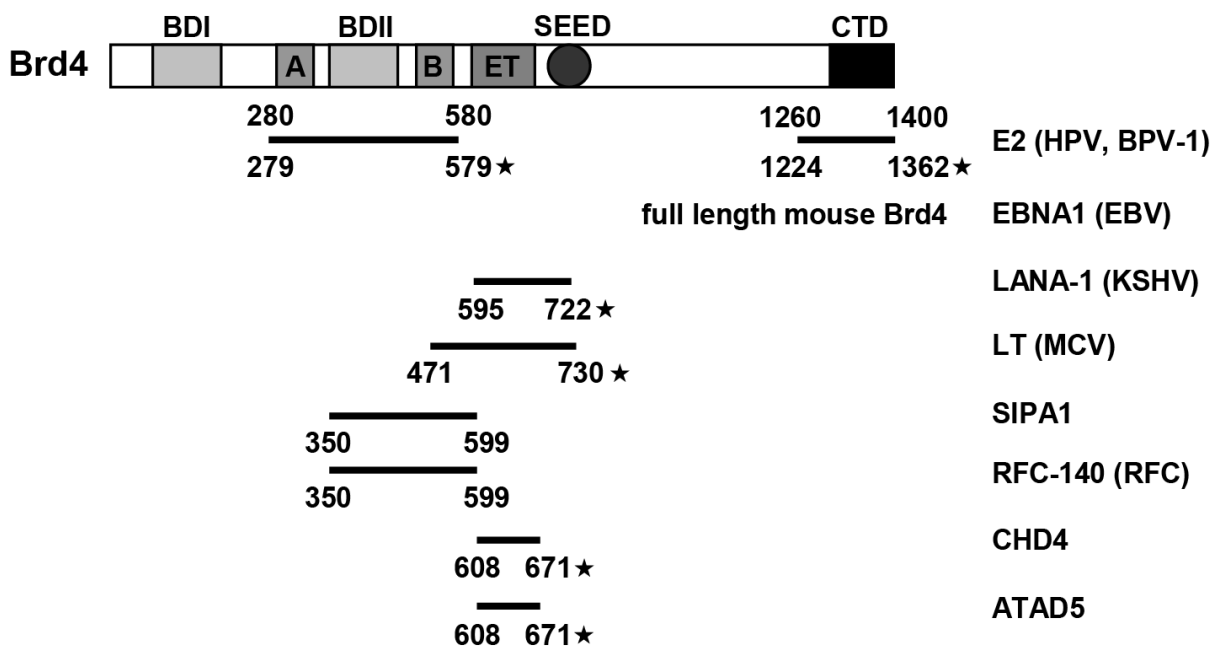 BDI BDII SEED CTD
Brd4 A B ET
280 580 1260 1400
E2 (HPV, BPV-1)
279 579★ 1224 1362★
full length mouse Brd4 EBNA1 (EBV)
LANA-1 (KSHV)
595 722★
LT (MCV)
471 730★
SIPA1
350 599
RFC-140 (RFC)
350 599
CHD4
608 671★
ATAD5
608 671★